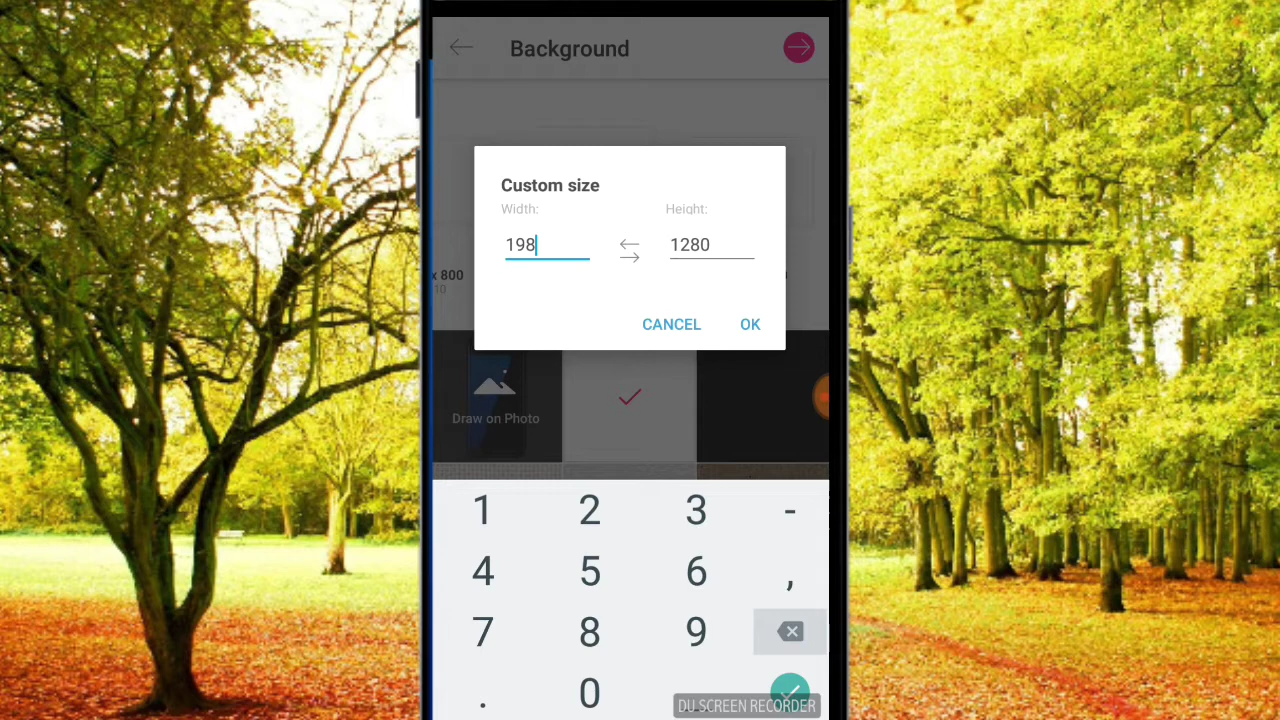 Background
Custom size
Width:
Height:
198
1280
x 800
10
CANCEL
OK
Draw on Photo
1 2 3 -
4 5 6 ,
7 8 9
. 0
DU SCREEN RECORDER